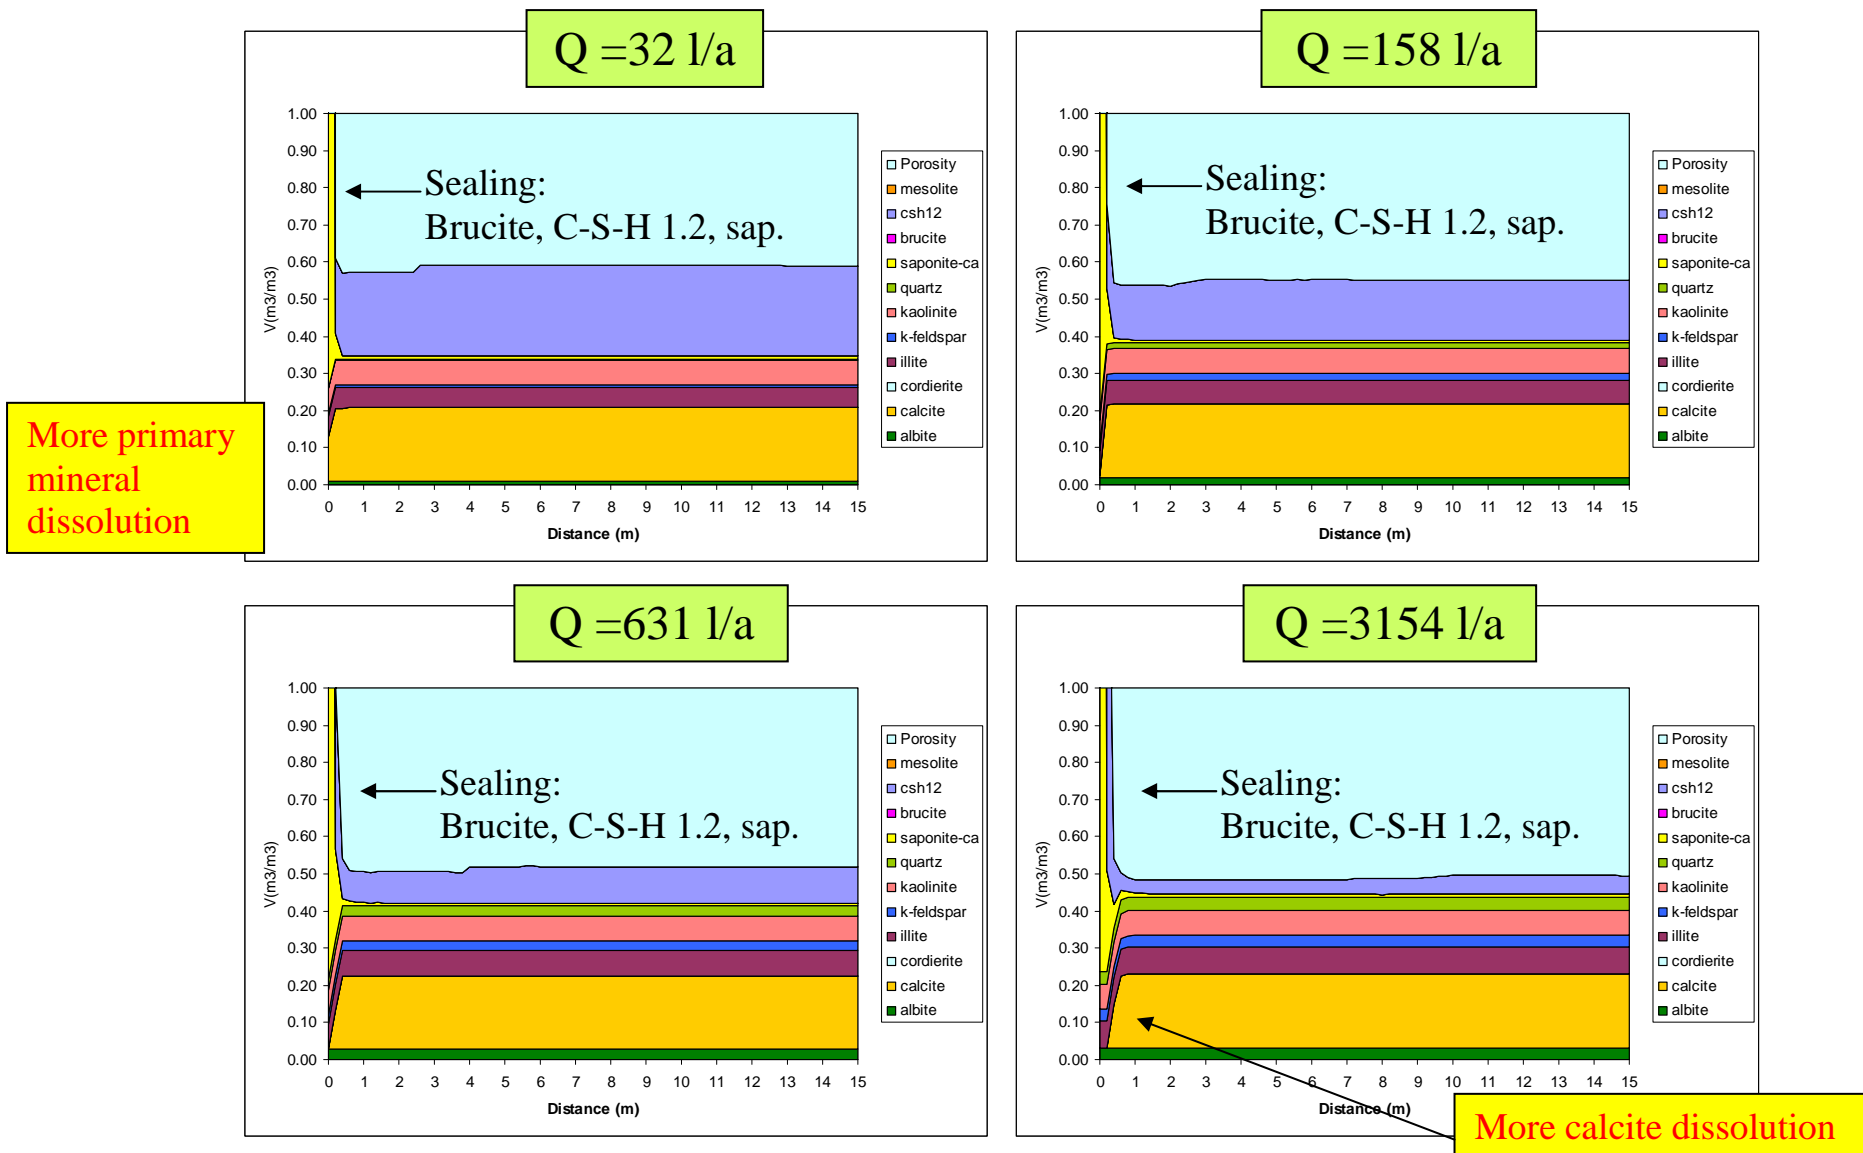 Q =32 l/a
1.00
0.90
0.80
0.70
0.60
0.50
0.40
0.30
0.20
0.10
0.00
V(m3/m3)
0 1 2 3 4 5 6 7 8 9 10 11 12 13 14 15
Distance (m)
Sealing:
Brucite, C-S-H 1.2, sap.
Porosity
mesolite
csh12
brucite
saponite-ca
quartz
kaolinite
k-feldspar
illite
cordierite
calcite
albite
Q =158 l/a
1.00
0.90
0.80
0.70
0.60
0.50
0.40
0.30
0.20
0.10
0.00
V(m3/m3)
0 1 2 3 4 5 6 7 8 9 10 11 12 13 14 15
Distance (m)
Sealing:
Brucite, C-S-H 1.2, sap.
Porosity
mesolite
csh12
brucite
saponite-ca
quartz
kaolinite
k-feldspar
illite
cordierite
calcite
albite
More primary
mineral
dissolution
Q =631 l/a
1.00
0.90
0.80
0.70
0.60
0.50
0.40
0.30
0.20
0.10
0.00
V(m3/m3)
0 1 2 3 4 5 6 7 8 9 10 11 12 13 14 15
Distance (m)
Sealing:
Brucite, C-S-H 1.2, sap.
Porosity
mesolite
csh12
brucite
saponite-ca
quartz
kaolinite
k-feldspar
illite
cordierite
calcite
albite
Q =3154 l/a
1.00
0.90
0.80
0.70
0.60
0.50
0.40
0.30
0.20
0.10
0.00
V(m3/m3)
0 1 2 3 4 5 6 7 8 9 10 11 12 13 14 15
Distance (m)
Sealing:
Brucite, C-S-H 1.2, sap.
Porosity
mesolite
csh12
brucite
saponite-ca
quartz
kaolinite
k-feldspar
illite
cordierite
calcite
albite
More calcite dissolution